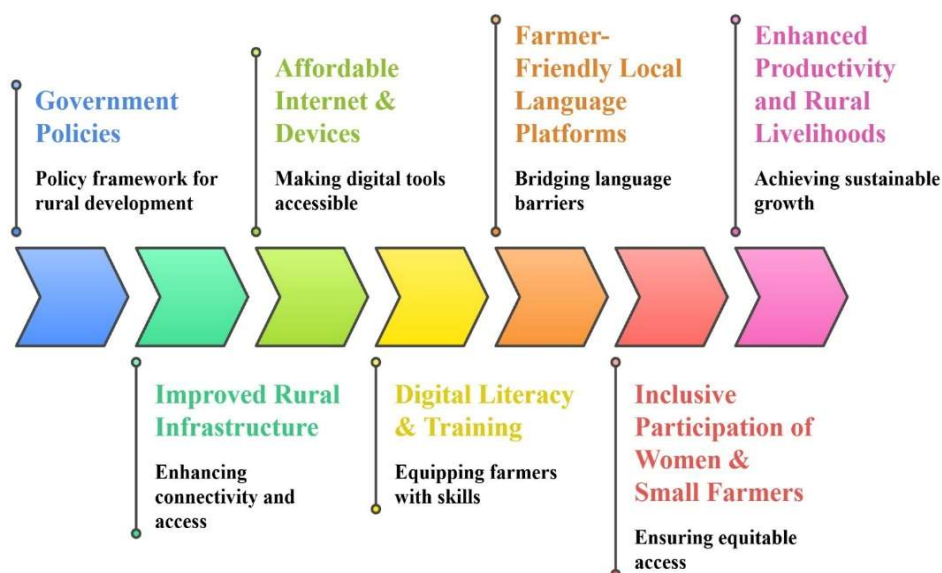 Government
Policies
Policy framework for
rural development
Improved Rural
Infrastructure
Enhancing
connectivity and
access
Affordable
Internet &
Devices
Making digital tools
accessible
Digital Literacy
& Training
Equipping farmers
with skills
Farmer-
Friendly Local
Language
Platforms
Bridging language
barriers
Inclusive
Participation of
Women &
Small Farmers
Ensuring equitable
access
Enhanced
Productivity
and Rural
Livelihoods
Achieving sustainable
growth